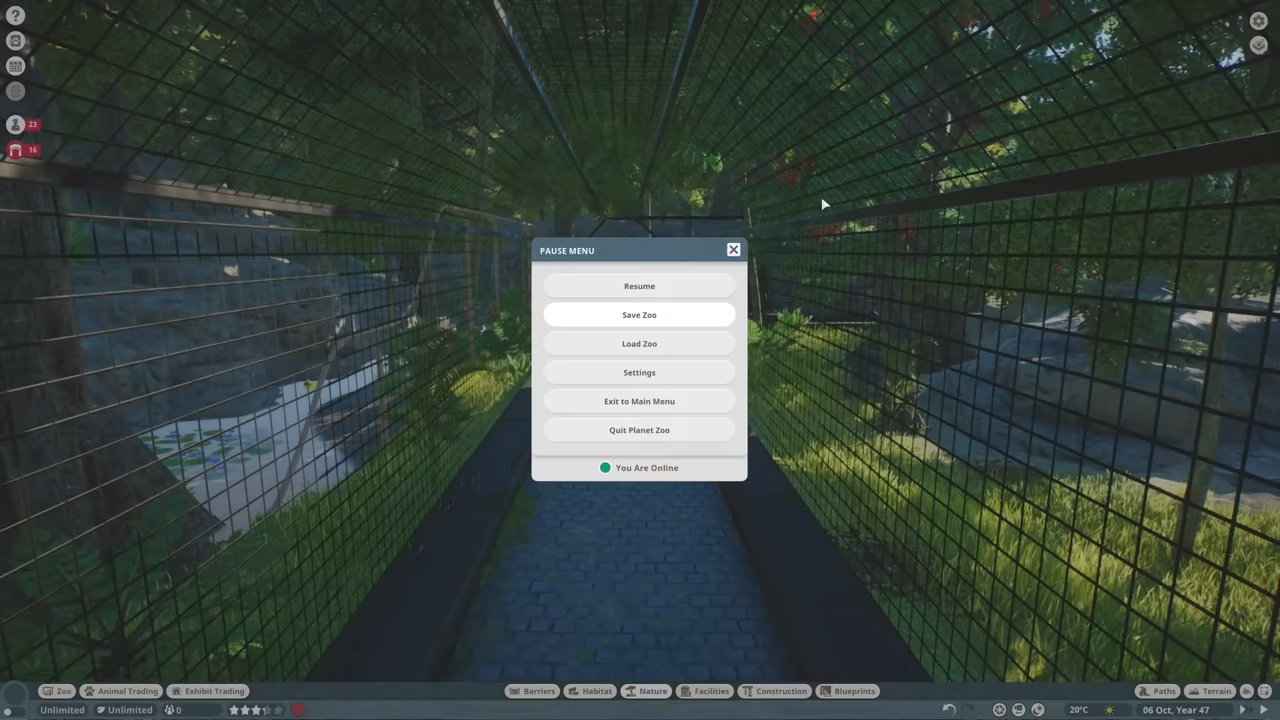 ?
23
16
PAUSE MENU
Resume
Save Zoo
Load Zoo
Settings
Exit to Main Menu
Quit Planet Zoo
You Are Online
Zoo Animal Trading Exhibit Trading Barriers Habitat Nature Facilities Construction Blueprints Paths Terrain
Unlimited Unlimited 0 20°C 06 Oct, Year 47